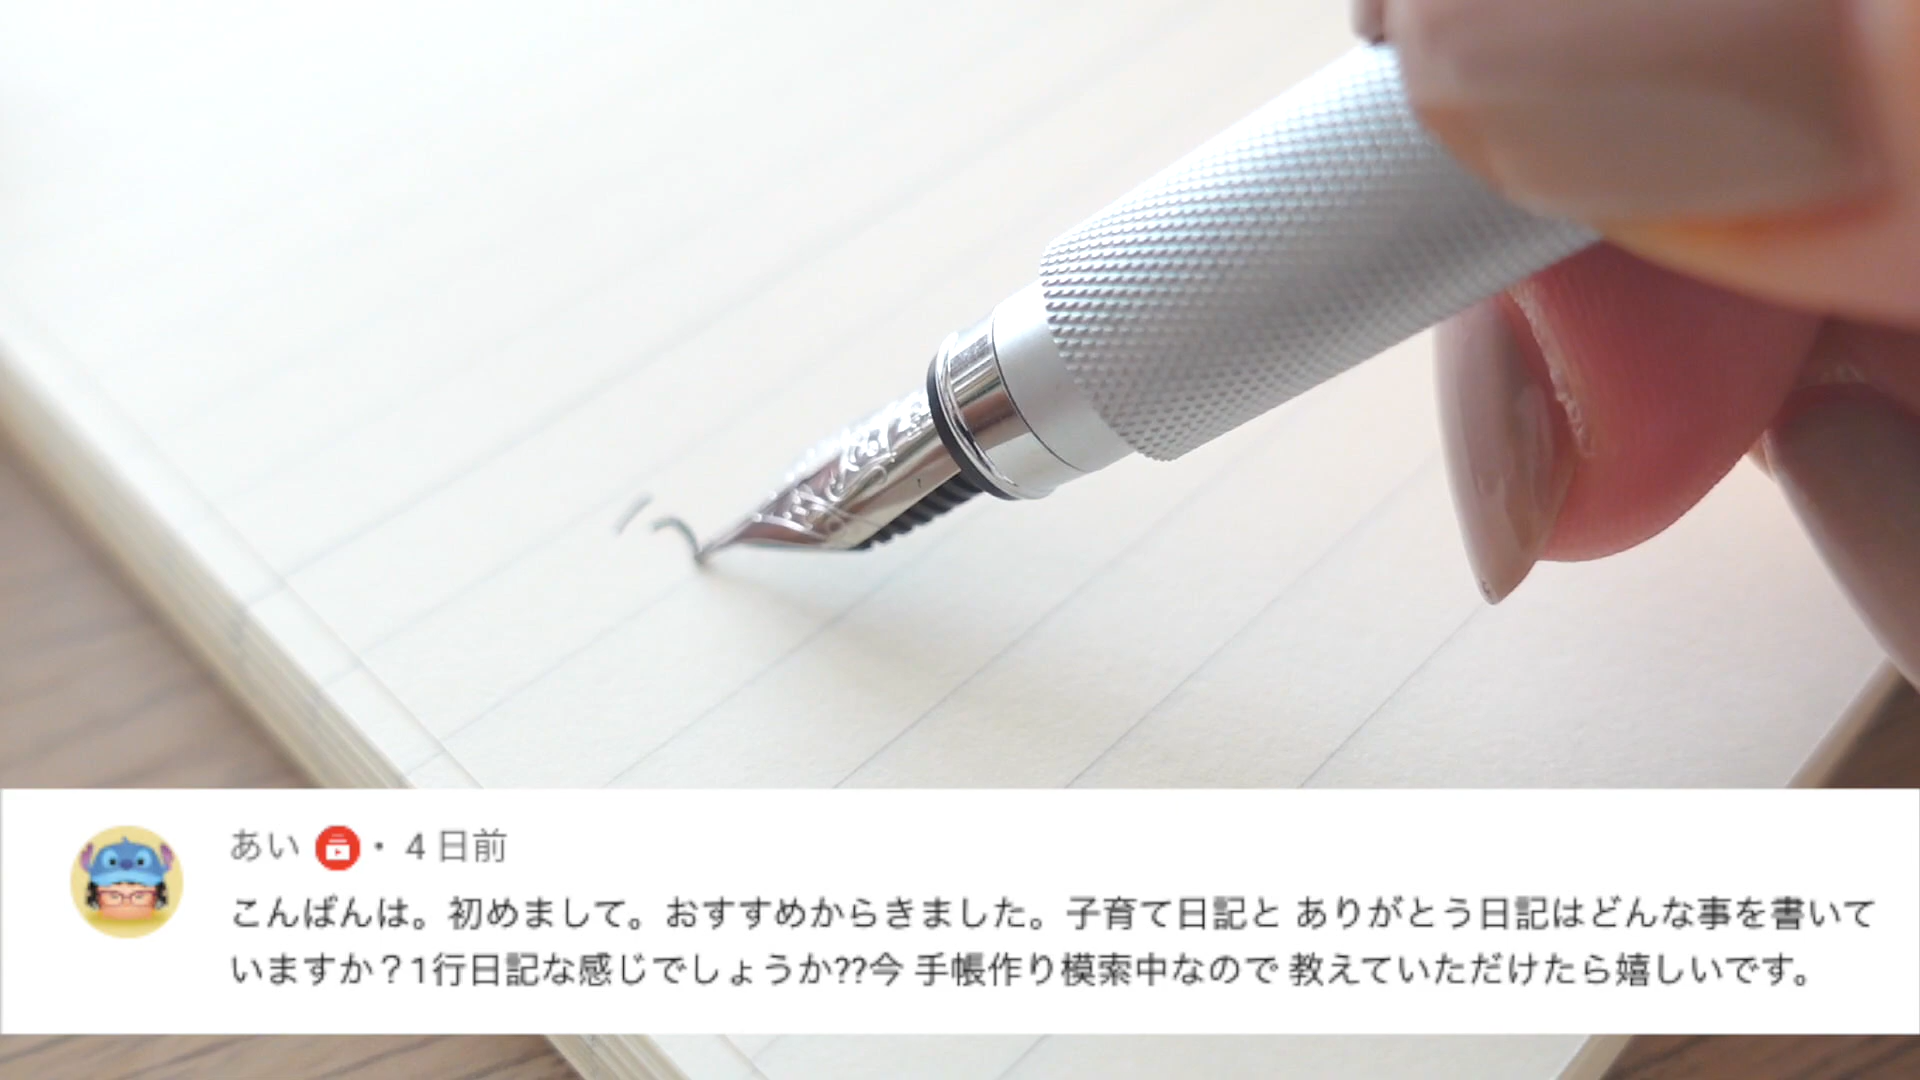 あい ・ 4 日前
こんばんは。初めまして。おすすめからきました。子育て日記と ありがとう日記はどんな事を書いて
いますか？1行日記な感じでしょうか??今 手帳作り模索中なので 教えていただけたら嬉しいです。